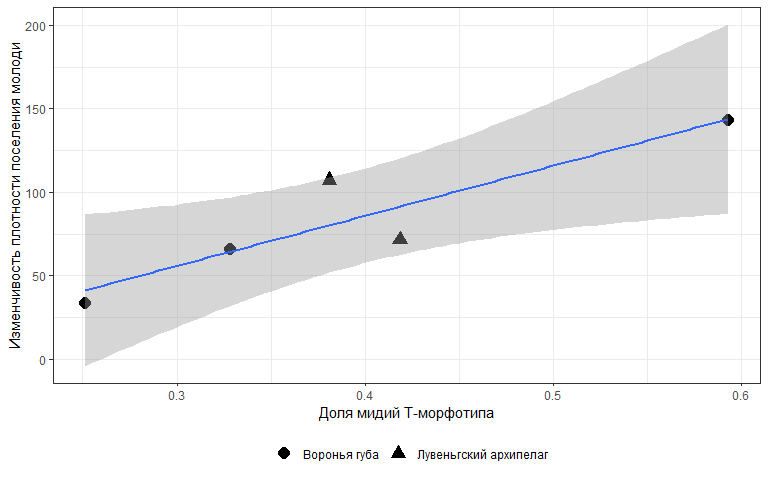 Изменчивость плотности поселения молоди
200
150
100
50
0
0.3 0.4 0.5 0.6
Доля мидий Т-морфотипа
Воронья губа Лувеньгский архипелаг